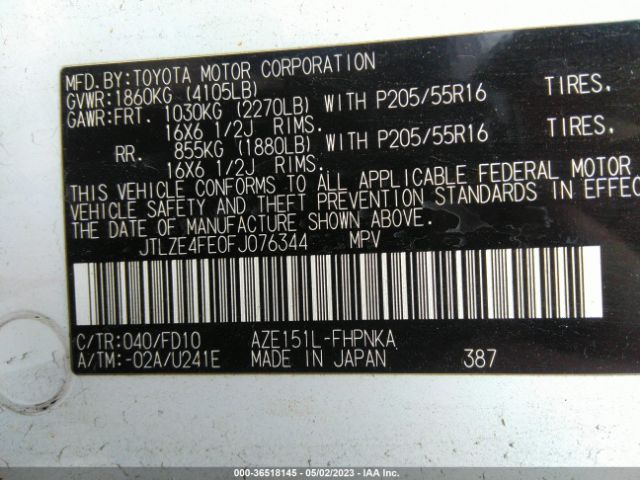 MFD.BY:TOYOTA MOTOR CORPORATION
GVWR:1860KG (4105LB)
GAWR:FRT. 1030KG (2270LB) WITH P205/55R16 TIRES,
16X6 1/2J RIMS.
RR. 855KG (1880LB) WITH P205/55R16 TIRES,
16X6 1/2J RIMS.
THIS VEHICLE CONFORMS TO ALL APPLICABLE FEDERAL MOTOR
VEHICLE SAFETY AND THEFT PREVENTION STANDARDS IN EFFEC
THE DATE OF MANUFACTURE SHOWN ABOVE.
JTLZE4FE0FJ076344 MPV
C/TR:040/FD10 AZE151L-FHPNKA
A/TM:-02A/U241E MADE IN JAPAN 387
000-36518145 - 05/02/2023 - IAA Inc.